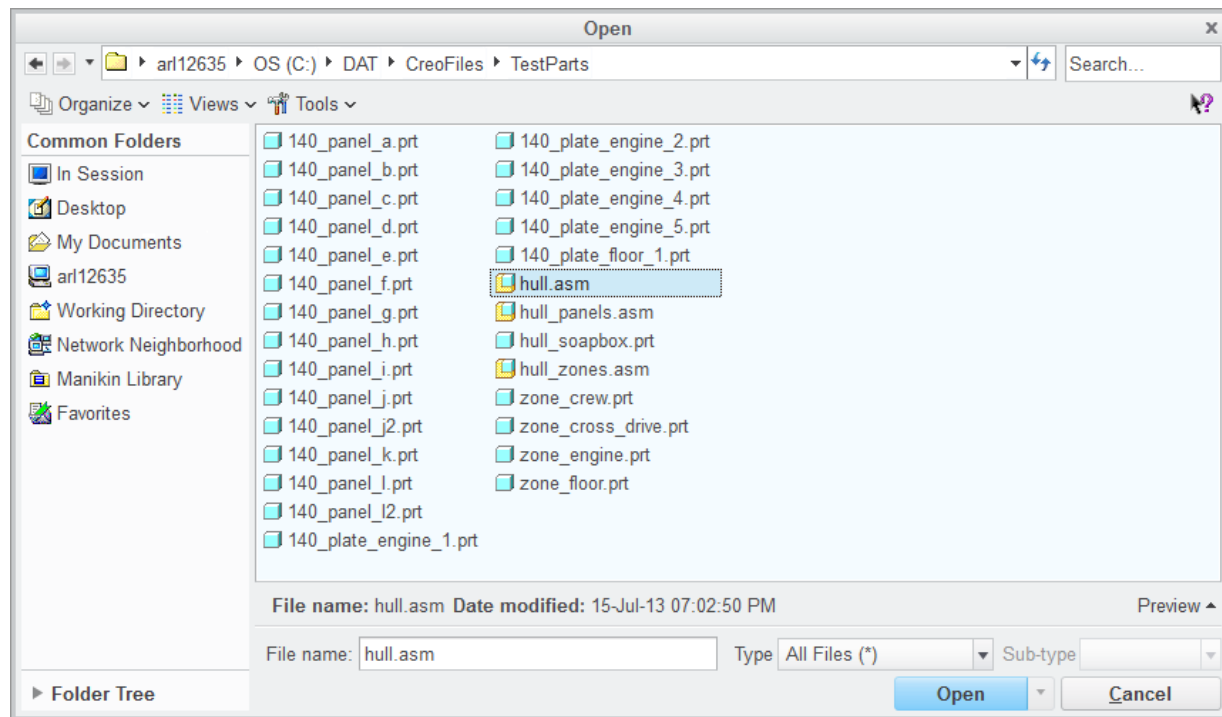 Open
arl12635 OS (C:) DAT CreoFiles TestParts
Search...
Organize Views Tools
Common Folders
In Session
Desktop
My Documents
arl12635
Working Directory
Network Neighborhood
Manikin Library
Favorites
Folder Tree
140_panel_a.prt
140_panel_b.prt
140_panel_c.prt
140_panel_d.prt
140_panel_e.prt
140_panel_f.prt
140_panel_g.prt
140_panel_h.prt
140_panel_i.prt
140_panel_j.prt
140_panel_j2.prt
140_panel_k.prt
140_panel_l.prt
140_panel_l2.prt
140_plate_engine_1.prt
140_plate_engine_2.prt
140_plate_engine_3.prt
140_plate_engine_4.prt
140_plate_engine_5.prt
140_plate_floor_1.prt
hull.asm
hull_panels.asm
hull_soapbox.prt
hull_zones.asm
zone_crew.prt
zone_cross_drive.prt
zone_engine.prt
zone_floor.prt
File name: hull.asm Date modified: 15-Jul-13 07:02:50 PM
Preview
File name: hull.asm
Type All Files (*)
Sub-type
Open
Cancel